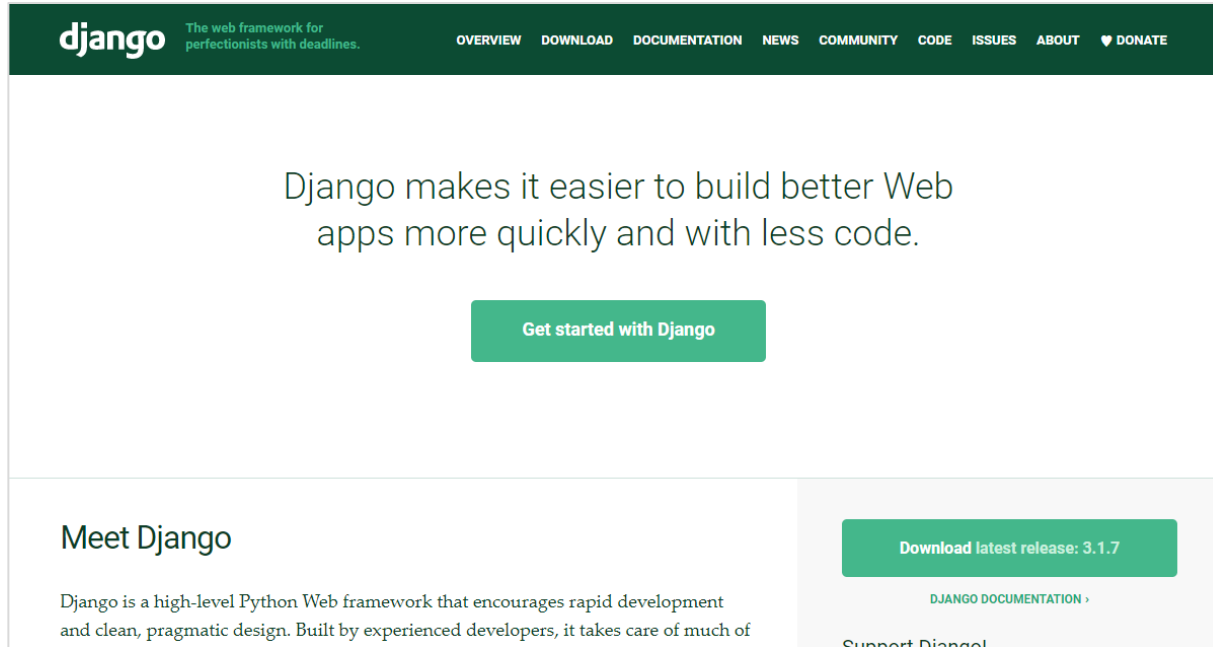 django
The web framework for
perfectionists with deadlines.
OVERVIEW DOWNLOAD DOCUMENTATION NEWS COMMUNITY CODE ISSUES ABOUT ♥ DONATE
Django makes it easier to build better Web
apps more quickly and with less code.
Get started with Django
Meet Django
Django is a high-level Python Web framework that encourages rapid development
and clean, pragmatic design. Built by experienced developers, it takes care of much of
Download latest release: 3.1.7
DJANGO DOCUMENTATION ›
Support Django!